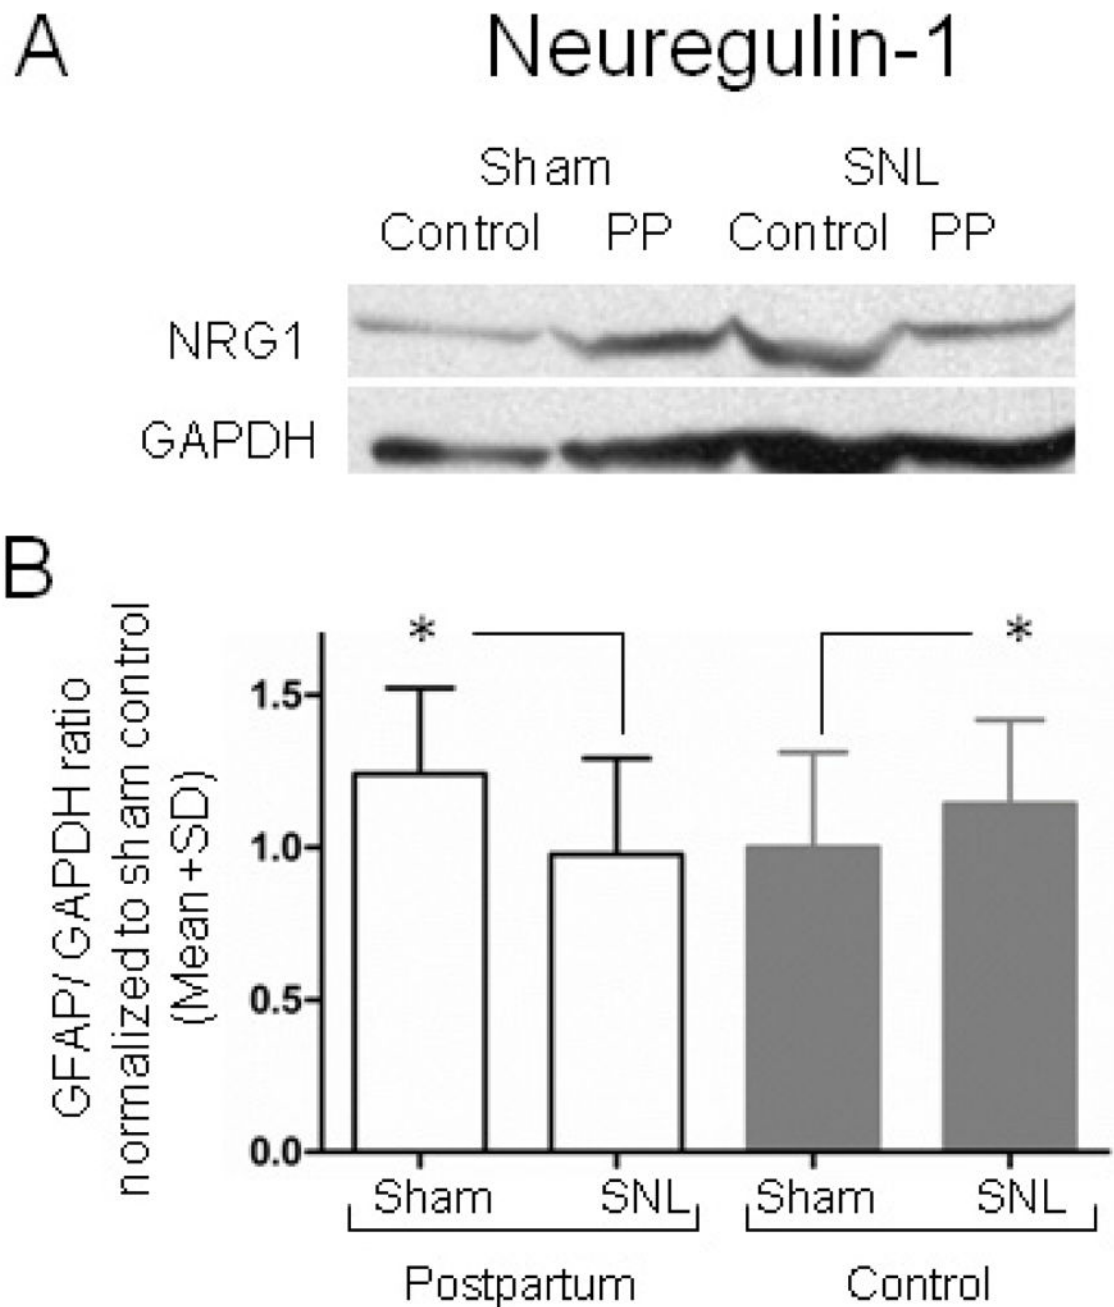 A
Neuregulin-1
Sham SNL
Control PP Control PP
NRG1
GAPDH
B
GFAP/ GAPDH ratio
normalized to sham control
(Mean+SD)
* *
1.5
1.0
0.5
0.0
Sham SNL Sham SNL
Postpartum Control